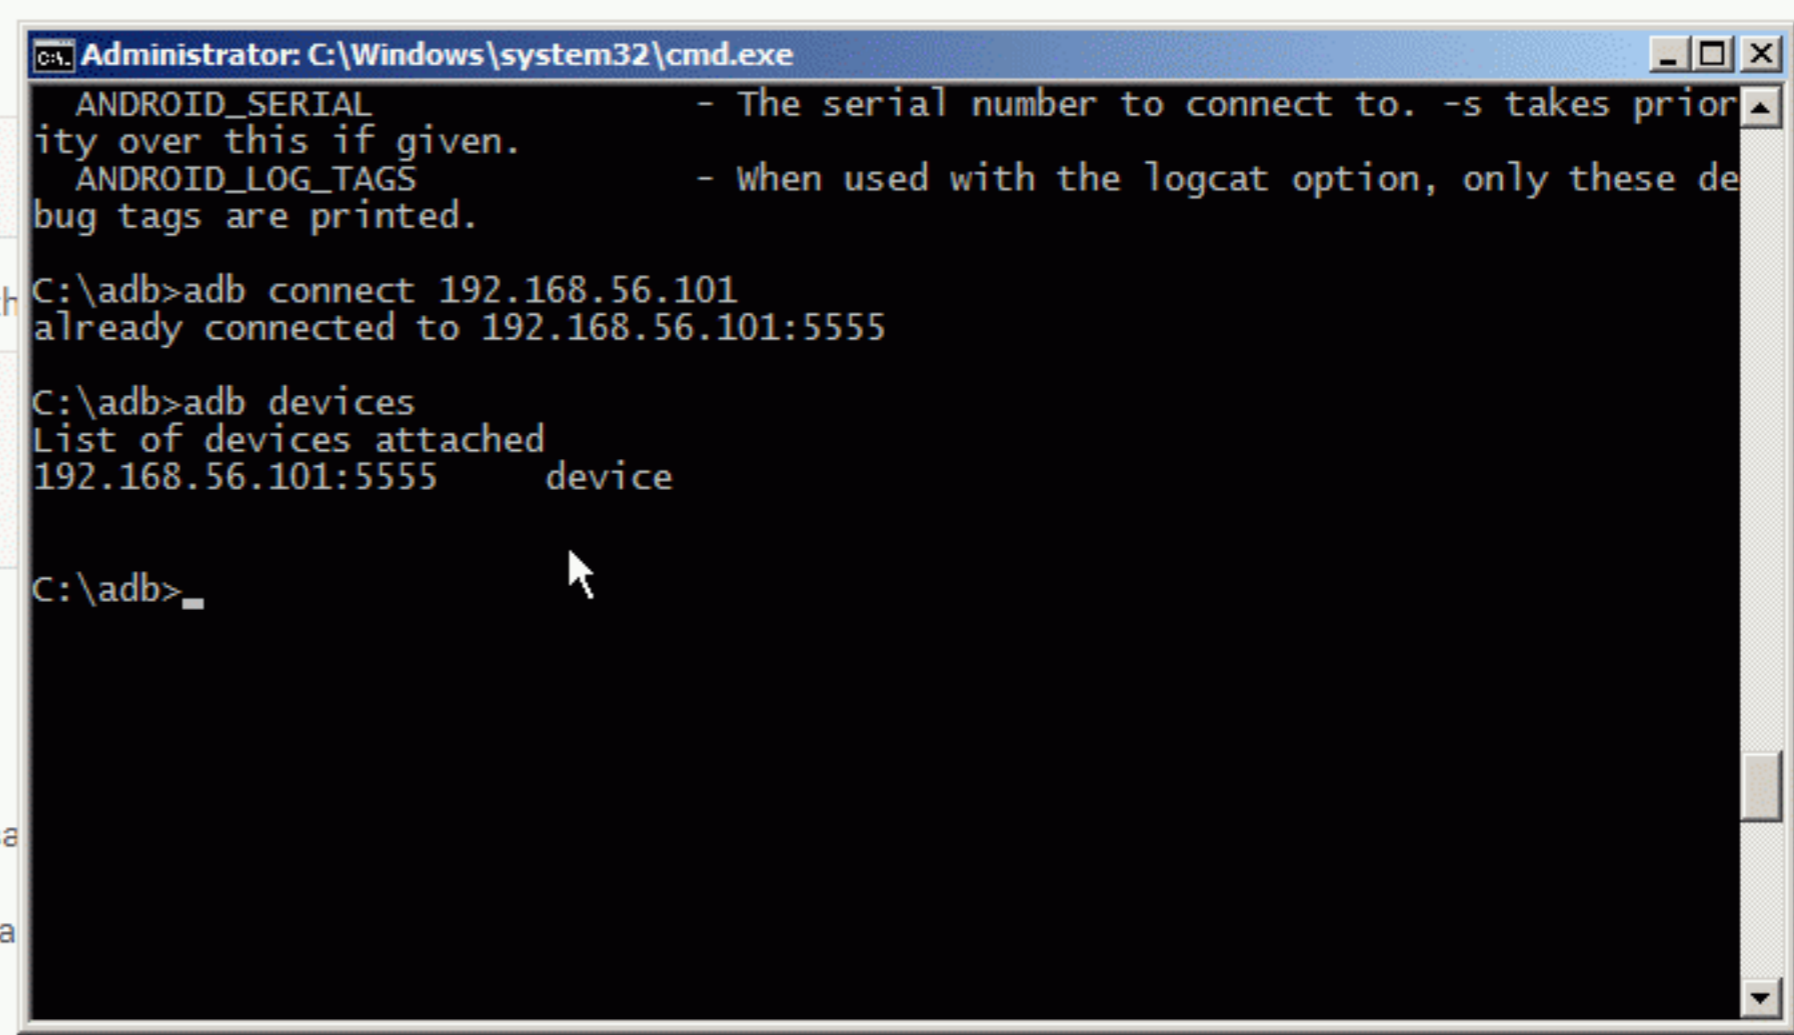 Administrator: C:\Windows\system32\cmd.exe
ANDROID_SERIAL - The serial number to connect to. -s takes prior
ity over this if given.
ANDROID_LOG_TAGS - When used with the logcat option, only these de
bug tags are printed.
C:\adb>adb connect 192.168.56.101
already connected to 192.168.56.101:5555
C:\adb>adb devices
List of devices attached
192.168.56.101:5555 device
C:\adb>